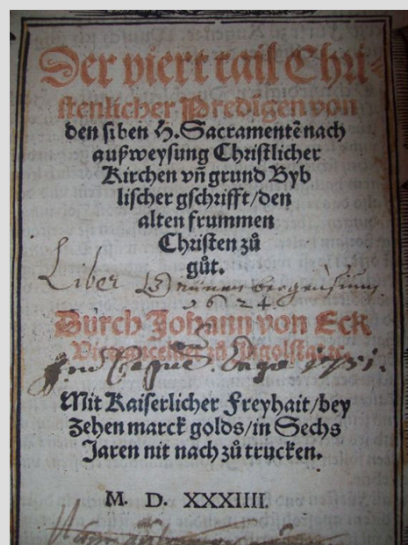 Der viert tail Chri-
stenlicher Predigen von
den siben H. Sacramentē nach
außweysung Christlicher
Kirchen vn̄ grund Byb
lischer gschrifft/den
alten frummen
Christen zů
gůt.
Liber
1624
Durch Johann von Eck
zů Ingolstatt.
1751.
Mit Kaiserlicher Freyhait/bey
Zehen marck golds/in Sechs
Jaren nit nach zů trucken.
M. D. XXXIIII.